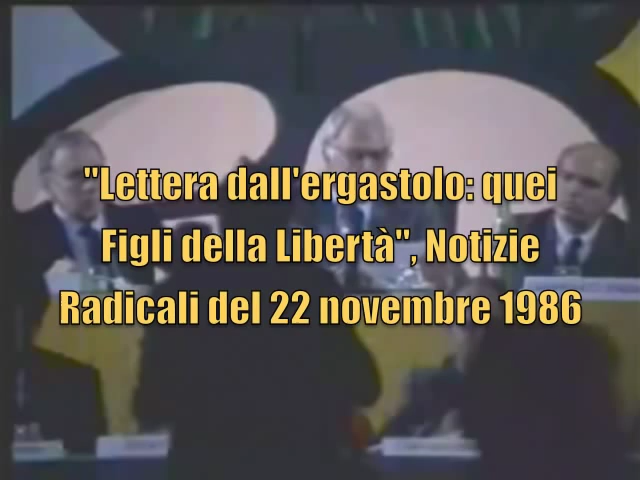 "Lettera dall'ergastolo: quei
Figli della Libertà", Notizie
Radicali del 22 novembre 1986